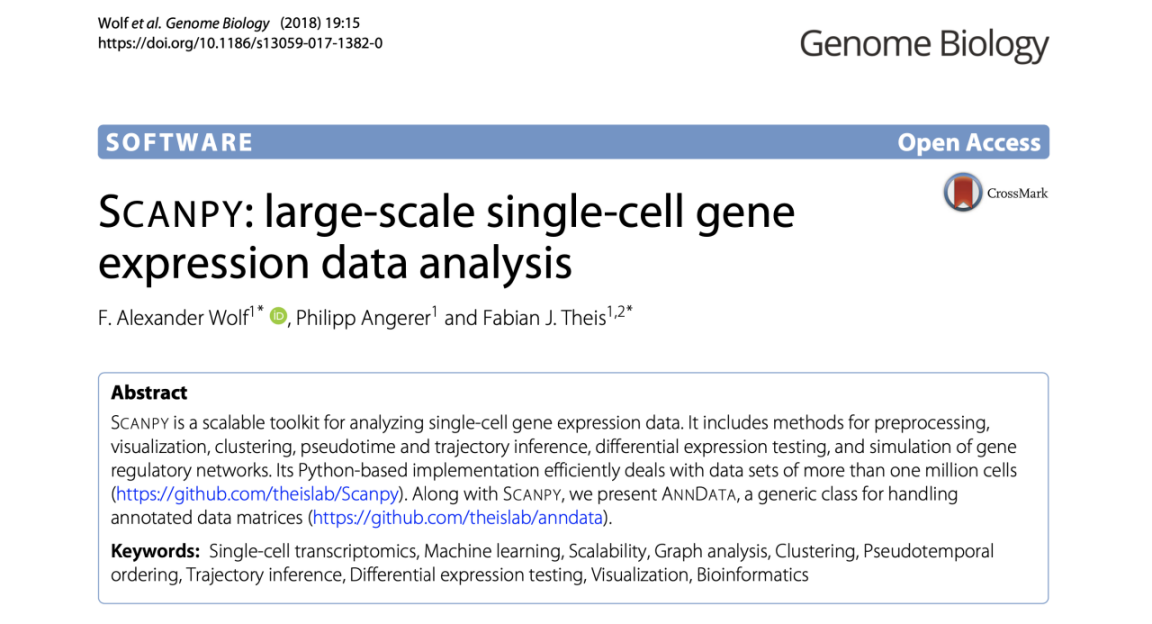 Wolf et al. Genome Biology (2018) 19:15
https://doi.org/10.1186/s13059-017-1382-0
Genome Biology
SOFTWARE Open Access
CrossMark
SCANPY: large-scale single-cell gene
expression data analysis
F. Alexander Wolf1* iD, Philipp Angerer1 and Fabian J. Theis1,2*
Abstract
SCANPY is a scalable toolkit for analyzing single-cell gene expression data. It includes methods for preprocessing,
visualization, clustering, pseudotime and trajectory inference, differential expression testing, and simulation of gene
regulatory networks. Its Python-based implementation efficiently deals with data sets of more than one million cells
(https://github.com/theislab/Scanpy). Along with SCANPY, we present ANNDATA, a generic class for handling
annotated data matrices (https://github.com/theislab/anndata).
Keywords: Single-cell transcriptomics, Machine learning, Scalability, Graph analysis, Clustering, Pseudotemporal
ordering, Trajectory inference, Differential expression testing, Visualization, Bioinformatics